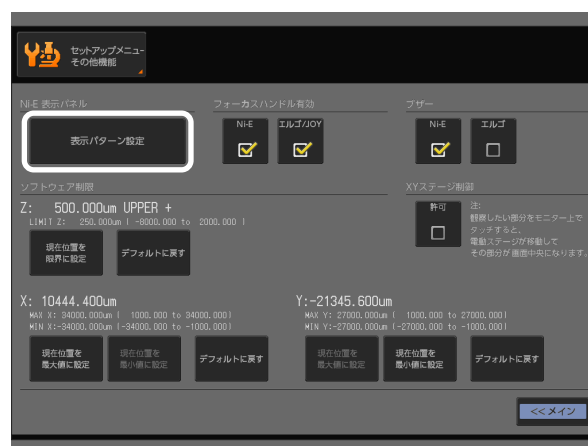 セットアップメニュー
その他機能
Ni-E 表示パネル
フォーカスハンドル有効
ブザー
表示パターン設定
Ni-E
エルゴ/JOY
Ni-E
エルゴ
ソフトウェア制限
XYステージ制御
Z: 500.000um UPPER +
LIMIT Z: 250.000um ( -8000.000 to 2000.000 )
現在位置を
限界に設定
デフォルトに戻す
許可
注:
観察したい部分をモニター上で
タッチすると、
電動ステージが移動して
その部分が画面中央になります。
X: 10444.400um
MAX X: 34000.000um ( 1000.000 to 34000.000)
MIN X:-34000.000um (-34000.000 to -1000.000)
Y:-21345.600um
MAX Y: 27000.000um ( 1000.000 to 27000.000)
MIN Y:-27000.000um (-27000.000 to -1000.000)
現在位置を
最大値に設定
現在位置を
最小値に設定
デフォルトに戻す
現在位置を
最大値に設定
現在位置を
最小値に設定
デフォルトに戻す
<<メイン